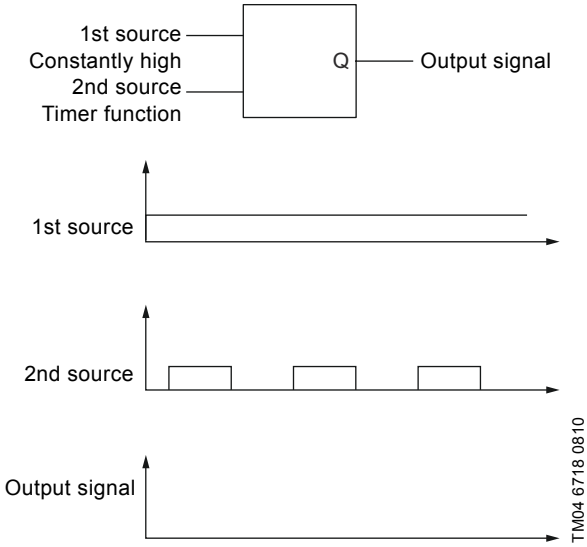 1st source
Constantly high
2nd source
Timer function
Q
Output signal
1st source
2nd source
Output signal
TM04 6718 0810